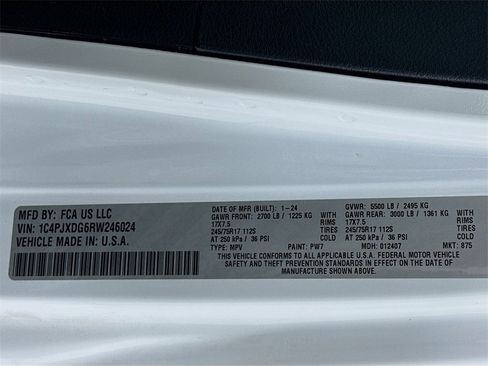 MFD BY: FCA US LLC
VIN: 1C4PJXDG6RW246024
VEHICLE MADE IN: U.S.A.
DATE OF MFR (BUILT): 1-24
GAWR FRONT: 2700 LB / 1225 KG
17X7.5 RIMS
245/75R17 112S TIRES
AT 250 kPa / 36 PSI COLD
TYPE: MPV PAINT: PW7
GVWR: 5500 LB / 2495 KG
GAWR REAR: 3000 LB / 1361 KG
17X7.5 RIMS
245/75R17 112S TIRES
AT 250 kPa / 36 PSI COLD
MDH: 012407 MKT: 875
THIS VEHICLE CONFORMS TO ALL APPLICABLE U.S.A. FEDERAL MOTOR VEHICLE
SAFETY AND THEFT PREVENTION STANDARDS IN EFFECT ON THE DATE OF
MANUFACTURE SHOWN ABOVE.